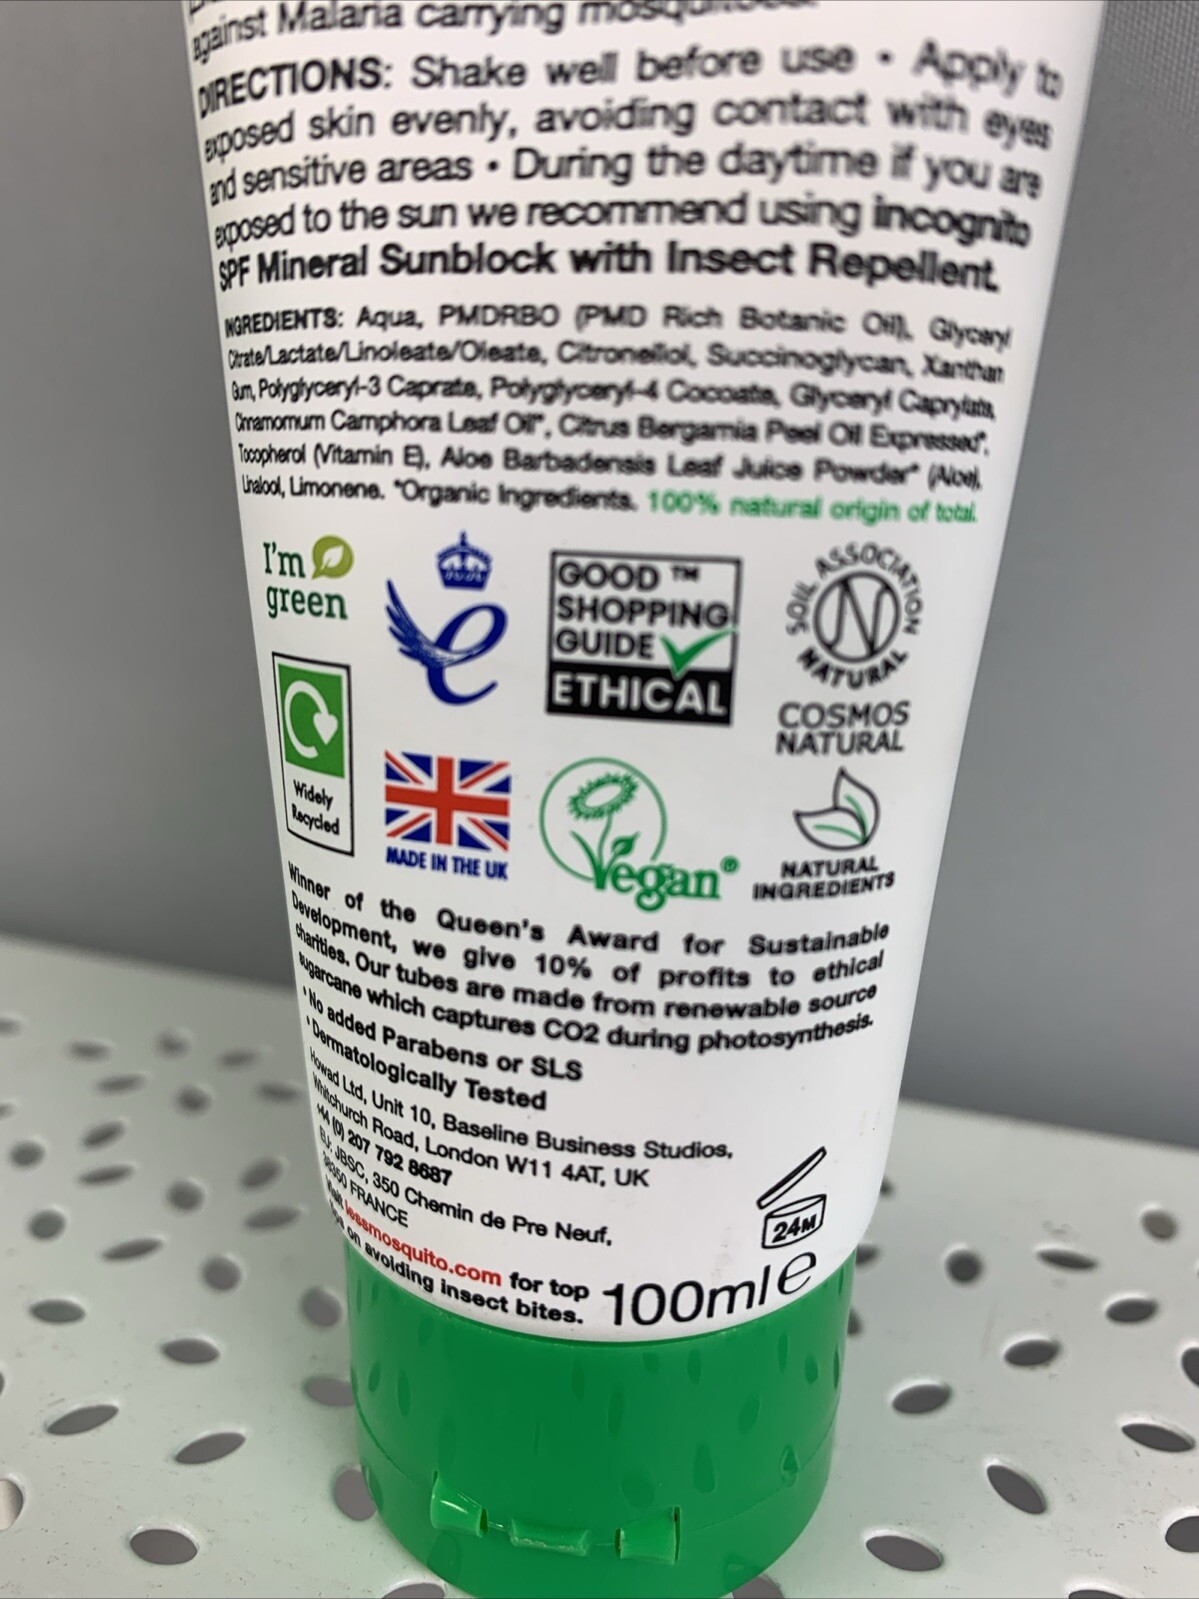 against Malaria carrying mosquitoes.
DIRECTIONS: Shake well before use • Apply to
exposed skin evenly, avoiding contact with eyes
and sensitive areas • During the daytime if you are
exposed to the sun we recommend using incognito
SPF Mineral Sunblock with Insect Repellent.
INGREDIENTS: Aqua, PMDRBO (PMD Rich Botanic Oil), Glyceryl
Citrate/Lactate/Linoleate/Oleate, Citronellol, Succinoglycan, Xanthan
Gum, Polyglyceryl-3 Caprate, Polyglyceryl-4 Cocoate, Glyceryl Caprylate,
Cinnamomum Camphora Leaf Oil*, Citrus Bergamia Peel Oil Expressed*,
Tocopherol (Vitamin E), Aloe Barbadensis Leaf Juice Powder* (Aloe),
Linalool, Limonene. *Organic Ingredients. 100% natural origin of total.
I'm
green
GOOD ™
SHOPPING
GUIDE
ETHICAL
SOIL ASSOCIATION
NATURAL
COSMOS
NATURAL
Widely
Recycled
MADE IN THE UK
Vegan®
NATURAL
INGREDIENTS
Winner of the Queen's Award for Sustainable
Development, we give 10% of profits to ethical
charities. Our tubes are made from renewable source
sugarcane which captures CO2 during photosynthesis.
• No added Parabens or SLS
• Dermatologically Tested
Howad Ltd, Unit 10, Baseline Business Studios,
Whitchurch Road, London W11 4AT, UK
+44 (0) 207 792 8687
EU: JBSC, 350 Chemin de Pre Neuf,
38350 FRANCE
Visit lessmosquito.com for top
tips on avoiding insect bites.
24M
100ml e